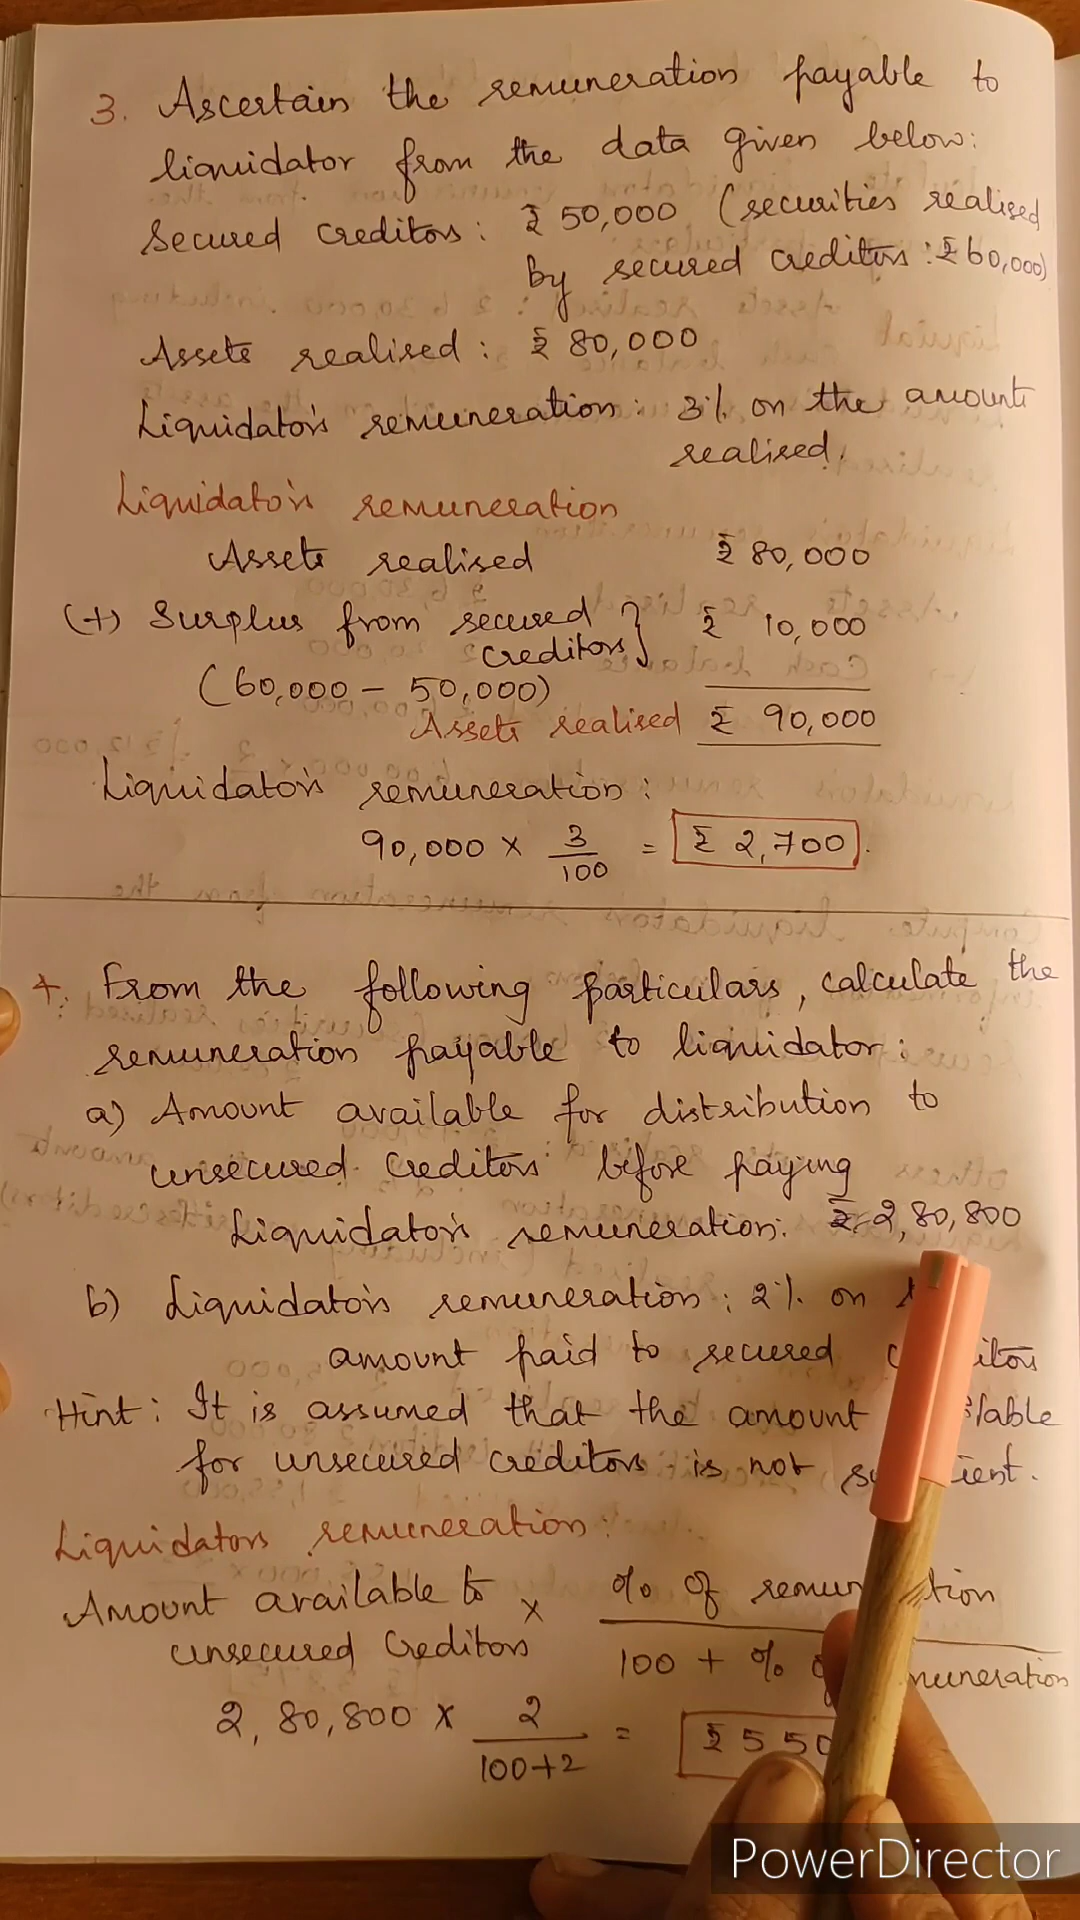 3. Ascertain the remuneration payable to
liquidator from the data given below:
Secured Creditors: ₹ 50,000 (securities realised
by secured creditors: ₹ 60,000)
Assets realised: ₹ 80,000
Liquidator's remuneration: 3% on the amount
realised.
Liquidator's remuneration
Assets realised ₹ 80,000
(+) Surplus from secured } ₹ 10,000
creditors
(60,000 - 50,000)
Assets realised ₹ 90,000
Liquidator's remuneration:
90,000 × 3/100 = ₹ 2,700.
4. From the following particulars, calculate the
remuneration payable to liquidator:
a) Amount available for distribution to
unsecured Creditors before paying
Liquidator's remuneration: ₹ 2,80,800
b) Liquidator's remuneration: 2% on
amount paid to secured
Hint: It is assumed that the amount
for unsecured creditors is not
Liquidators remuneration:
Amount available to × % of
unsecured Creditors 100 + %
2,80,800 × 2/100+2 = ₹ 550
PowerDirector